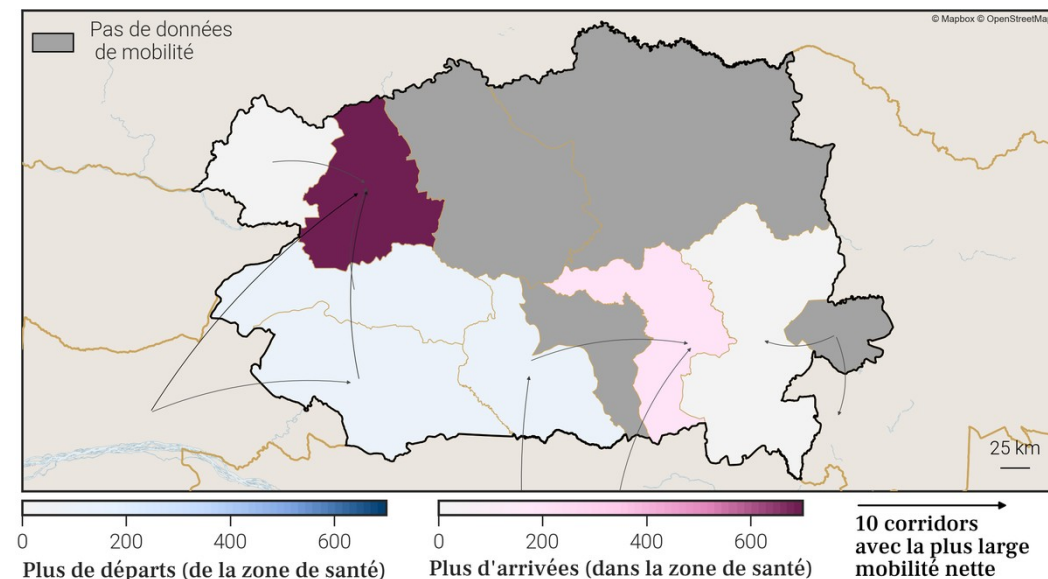 Pas de données
de mobilité
© Mapbox © OpenStreetMap
25 km
0 200 400 600
Plus de départs (de la zone de santé)
0 200 400 600
Plus d'arrivées (dans la zone de santé)
10 corridors
avec la plus large
mobilité nette